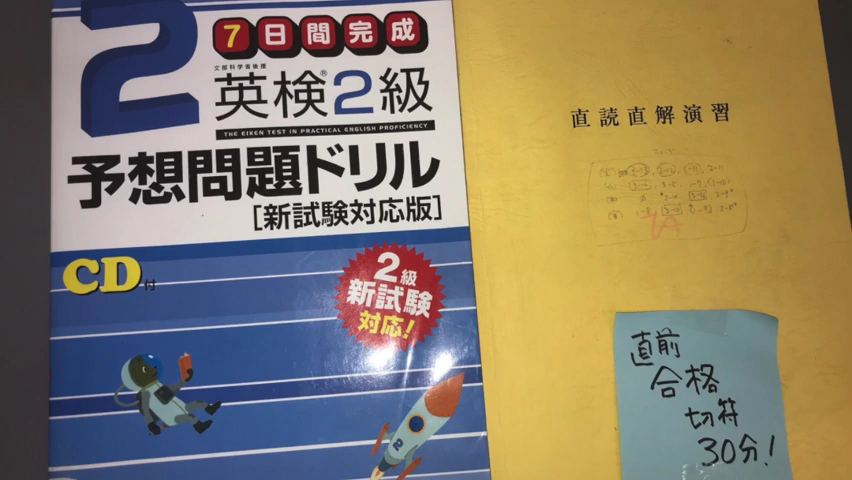 2
7日間完成
文部科学省後援
英検®2級
THE EIKEN TEST IN PRACTICAL ENGLISH PROFICIENCY
予想問題ドリル
[新試験対応版]
CD付
2級
新試験
対応!
2
直読直解演習
直前
合格
切符
30分!